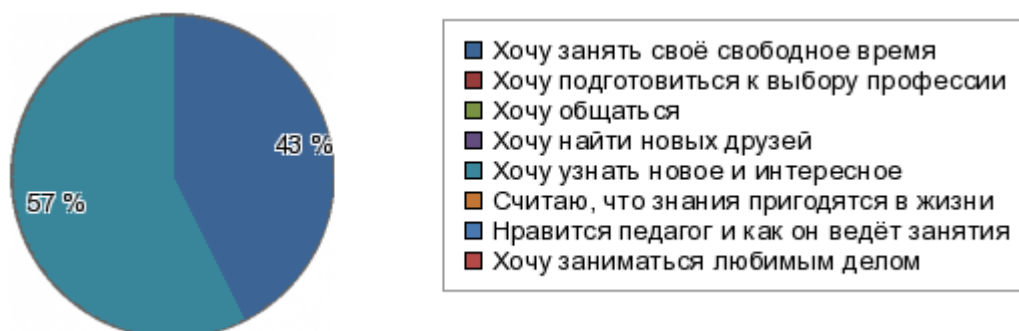 43 %
57 %
Хочу занять своё свободное время
Хочу подготовиться к выбору профессии
Хочу общаться
Хочу найти новых друзей
Хочу узнать новое и интересное
Считаю, что знания пригодятся в жизни
Нравится педагог и как он ведёт занятия
Хочу заниматься любимым делом